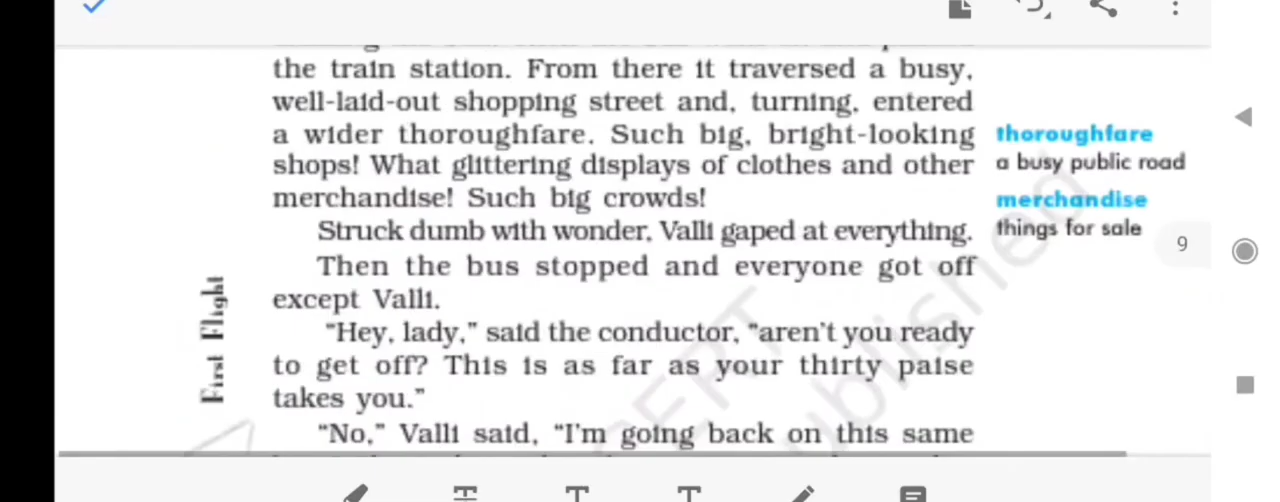 the train station. From there it traversed a busy,
well-laid-out shopping street and, turning, entered
a wider thoroughfare. Such big, bright-looking
shops! What glittering displays of clothes and other
merchandise! Such big crowds!
thoroughfare
a busy public road
merchandise
things for sale
Struck dumb with wonder, Valli gaped at everything.
Then the bus stopped and everyone got off
except Valli.
"Hey, lady," said the conductor, "aren't you ready
to get off? This is as far as your thirty paise
takes you."
"No," Valli said, "I'm going back on this same
First Flight
9